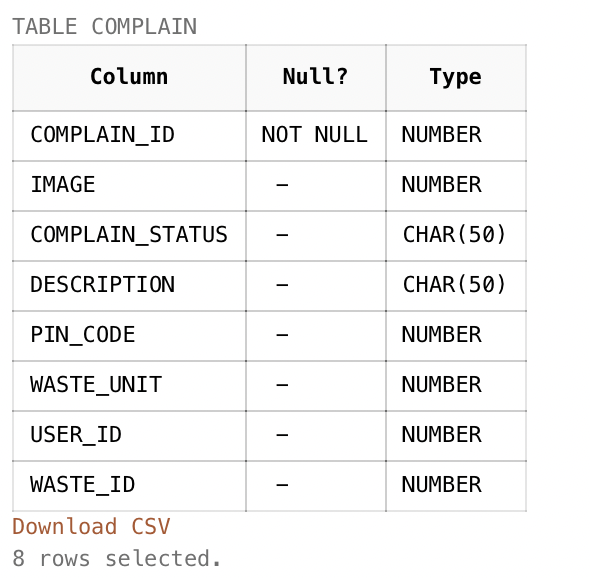 TABLE COMPLAIN
Column Null? Type
COMPLAIN_ID NOT NULL NUMBER
IMAGE – NUMBER
COMPLAIN_STATUS – CHAR(50)
DESCRIPTION – CHAR(50)
PIN_CODE – NUMBER
WASTE_UNIT – NUMBER
USER_ID – NUMBER
WASTE_ID – NUMBER
Download CSV
8 rows selected.